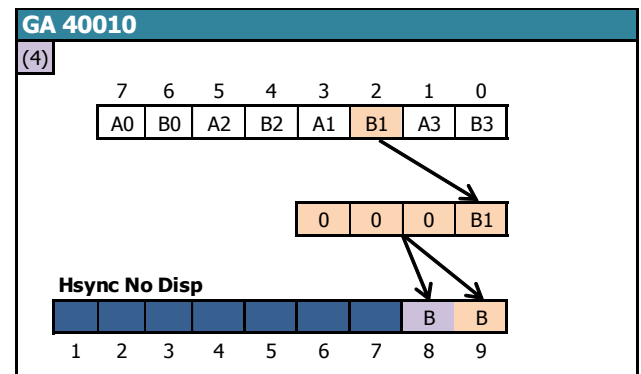 GA 40010
(4)
7 6 5 4 3 2 1 0
A0 B0 A2 B2 A1 B1 A3 B3
0 0 0 B1
Hsync No Disp
B B
1 2 3 4 5 6 7 8 9